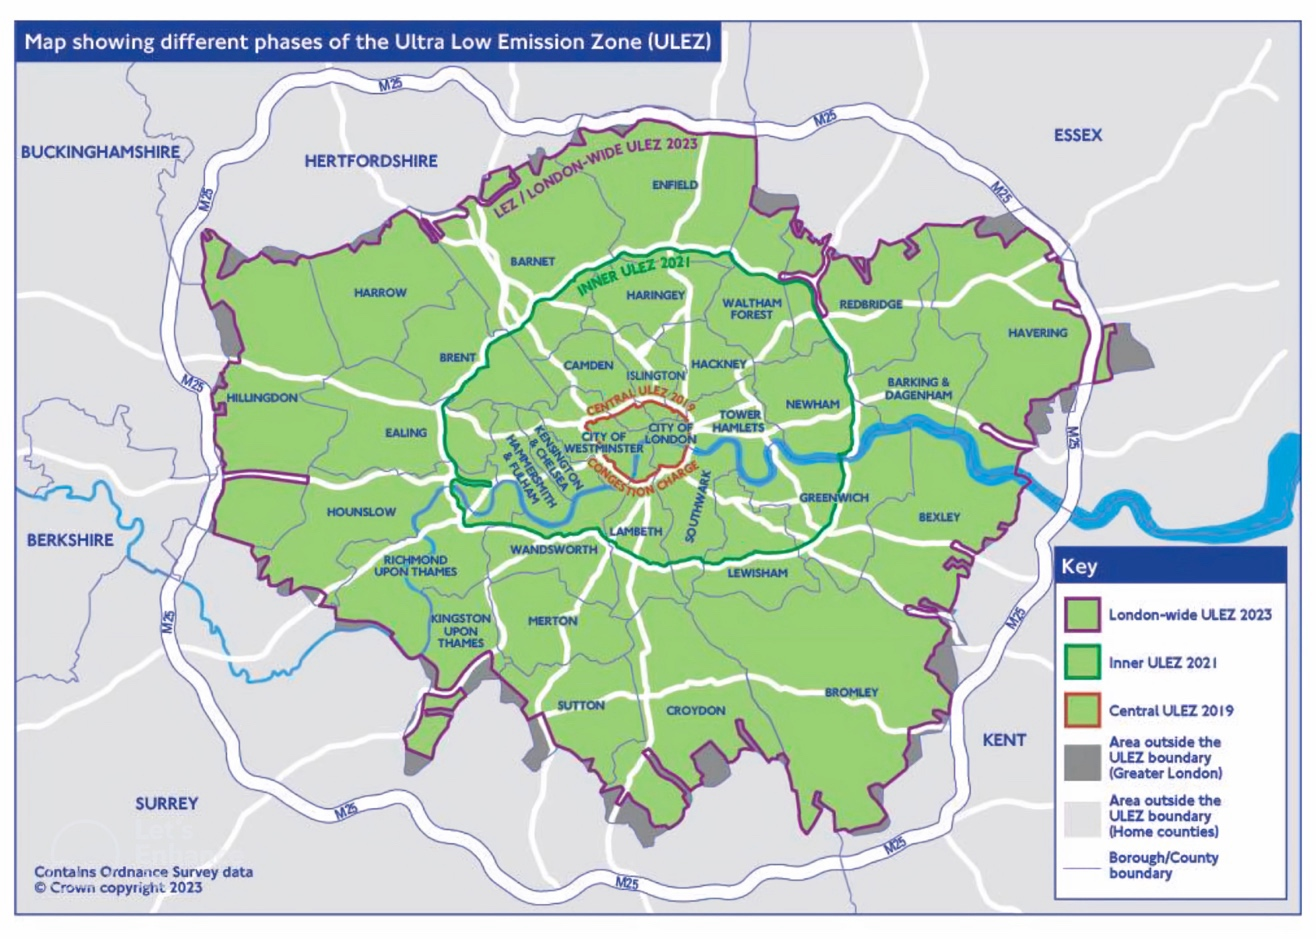 Map showing different phases of the Ultra Low Emission Zone (ULEZ)
M25
M25
ESSEX
BUCKINGHAMSHIRE
HERTFORDSHIRE
LEZ / LONDON-WIDE ULEZ 2023
ENFIELD
M25
M25
BARNET
INNER ULEZ 2021
HARROW
HARINGEY
WALTHAM
FOREST
REDBRIDGE
HAVERING
BRENT
CAMDEN
HACKNEY
ISLINGTON
M25
HILLINGDON
BARKING &
DAGENHAM
CENTRAL ULEZ 2019
NEWHAM
TOWER
HAMLETS
EALING
CITY OF
WESTMINSTER
CITY OF
LONDON
M25
KENSINGTON
& CHELSEA
HAMMERSMITH
& FULHAM
CONGESTION CHARGE
SOUTHWARK
GREENWICH
HOUNSLOW
BEXLEY
LAMBETH
BERKSHIRE
WANDSWORTH
RICHMOND
UPON THAMES
LEWISHAM
M25
M25
KINGSTON
UPON
THAMES
MERTON
BROMLEY
SUTTON
CROYDON
KENT
SURREY
M25
M25
M25
Key
London-wide ULEZ 2023
Inner ULEZ 2021
Central ULEZ 2019
Area outside the
ULEZ boundary
(Greater London)
Area outside the
ULEZ boundary
(Home counties)
Borough/County
boundary
Let's
Enhance
Contains Ordnance Survey data
© Crown copyright 2023